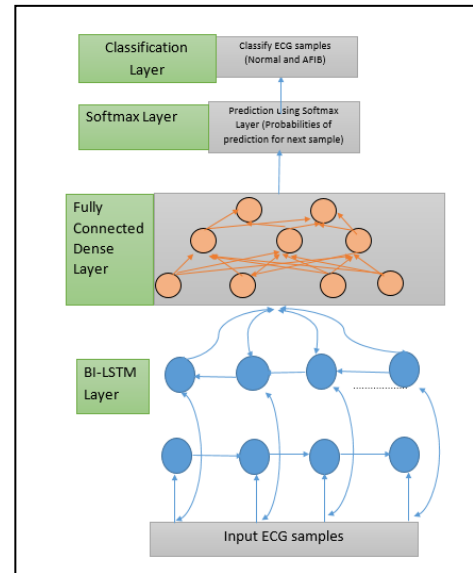 Classification
Layer
Classify ECG samples
(Normal and AFIB)
Softmax Layer
Prediction using Softmax
Layer (Probabilities of
prediction for next sample)
Fully
Connected
Dense
Layer
BI-LSTM
Layer
Input ECG samples